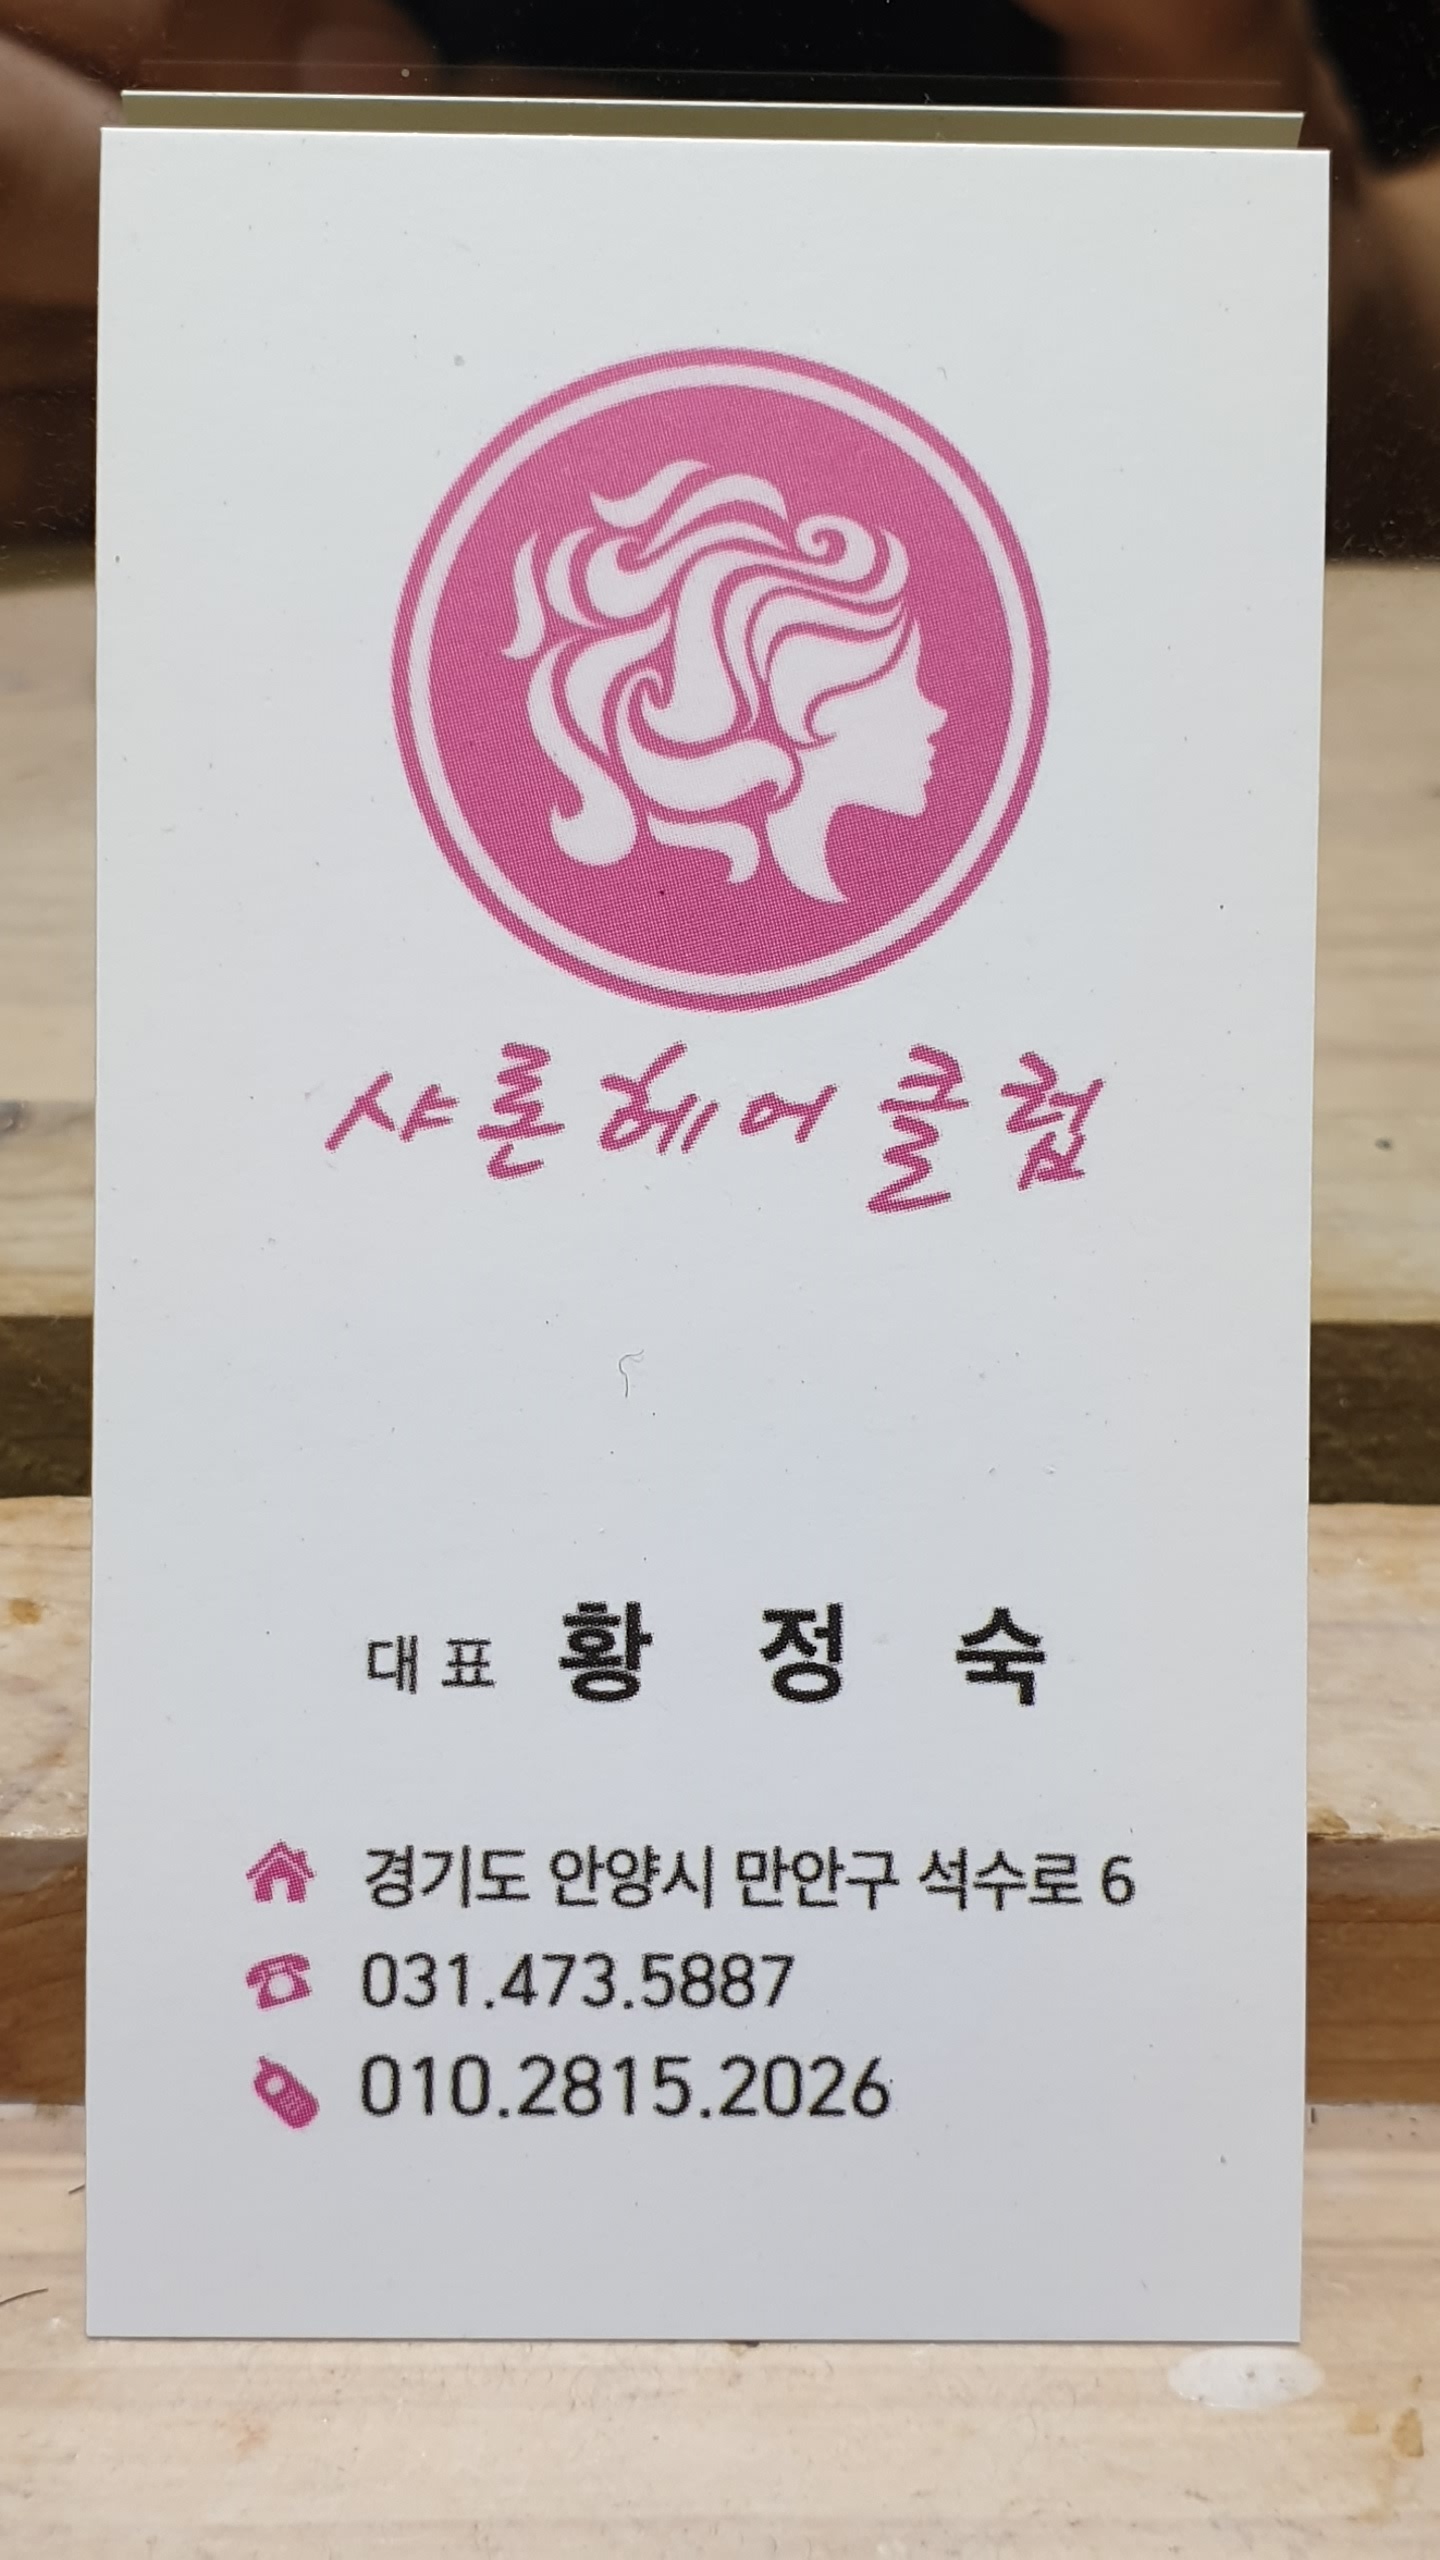 샤론헤어클럽
대표 황 정 숙
경기도 안양시 만안구 석수로 6
031.473.5887
010.2815.2026